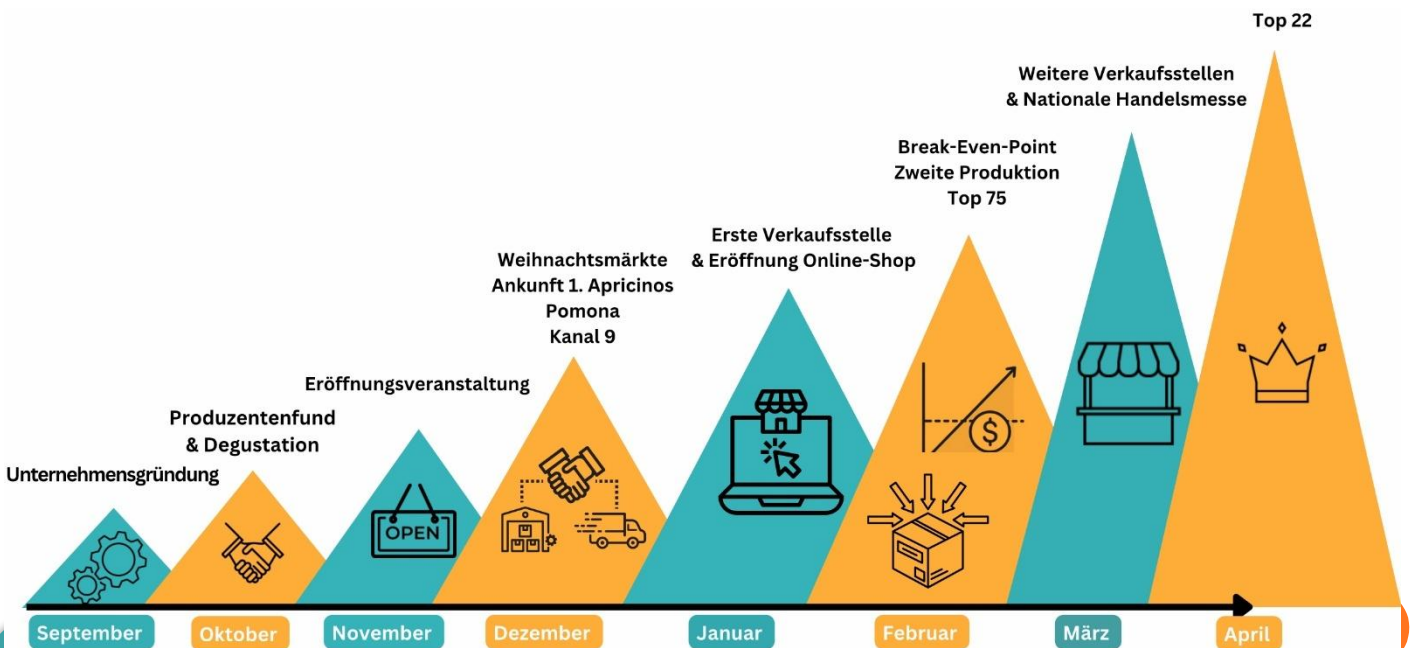 Unternehmensgründung
Produzentenfund
& Degustation
Eröffnungsveranstaltung
OPEN
Weihnachtsmärkte
Ankunft 1. Apricinos
Pomona
Kanal 9
Erste Verkaufsstelle
& Eröffnung Online-Shop
Break-Even-Point
Zweite Produktion
Top 75
$
Weitere Verkaufsstellen
& Nationale Handelsmesse
Top 22
September
Oktober
November
Dezember
Januar
Februar
März
April